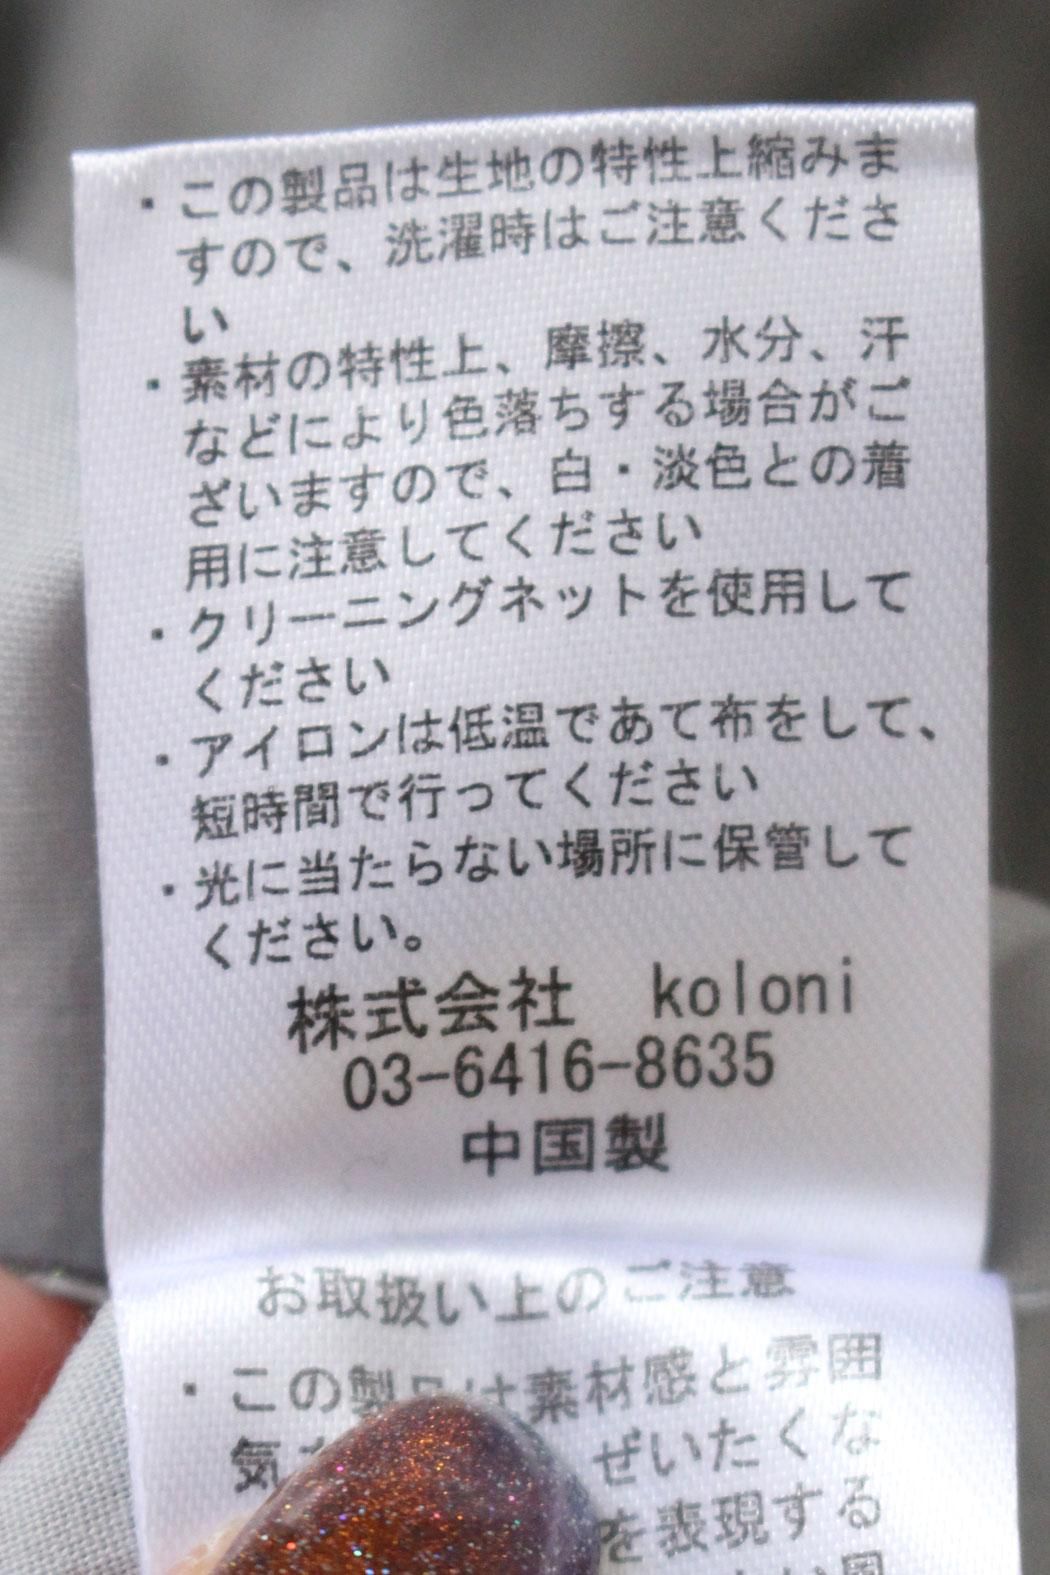 ・この製品は生地の特性上縮みま
すので、洗濯時はご注意くださ
い
・素材の特性上、摩擦、水分、汗
などにより色落ちする場合がご
ざいますので、白・淡色との着
用に注意してください
・クリーニングネットを使用して
ください
・アイロンは低温であて布をして、
短時間で行ってください
・光に当たらない場所に保管して
ください。
株式会社 koloni
03-6416-8635
中国製
お取扱い上のご注意
・この製品は素材感と雰囲
気 ぜいたくな
を表現する